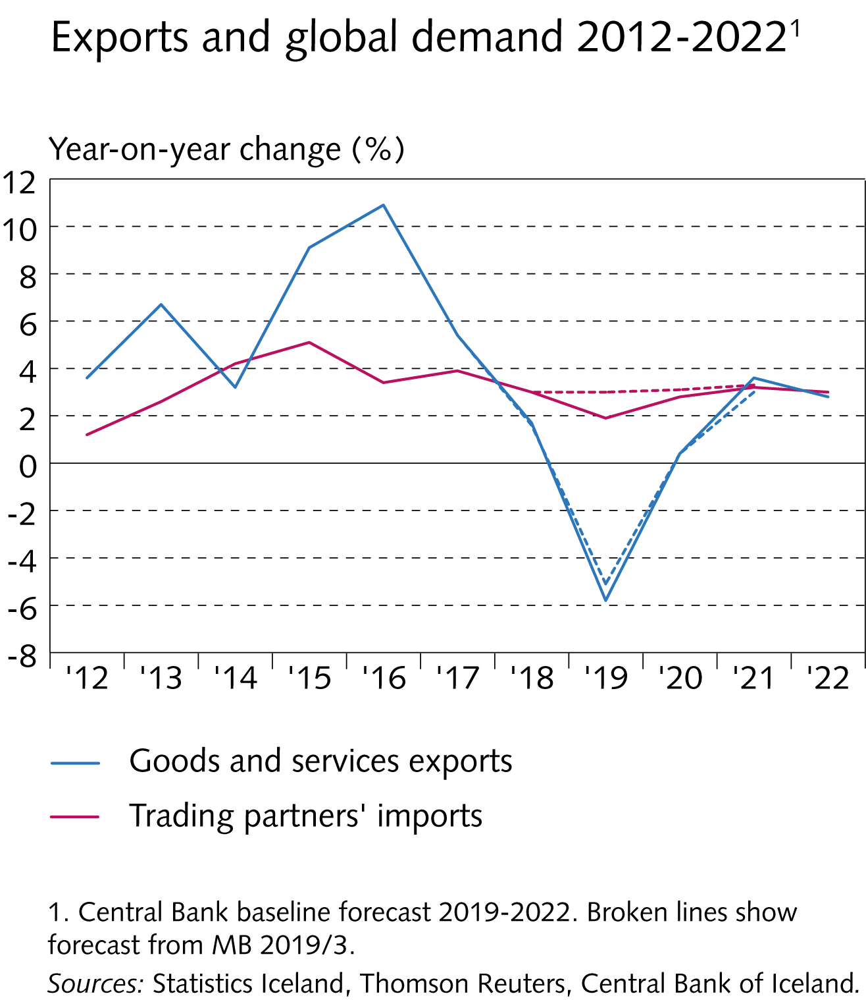 Exports and global demand 2012-2022¹
Year-on-year change (%)
12
10
8
6
4
2
0
-2
-4
-6
-8
'12 '13 '14 '15 '16 '17 '18 '19 '20 '21 '22
Goods and services exports
Trading partners' imports
1. Central Bank baseline forecast 2019-2022. Broken lines show
forecast from MB 2019/3.
Sources: Statistics Iceland, Thomson Reuters, Central Bank of Iceland.